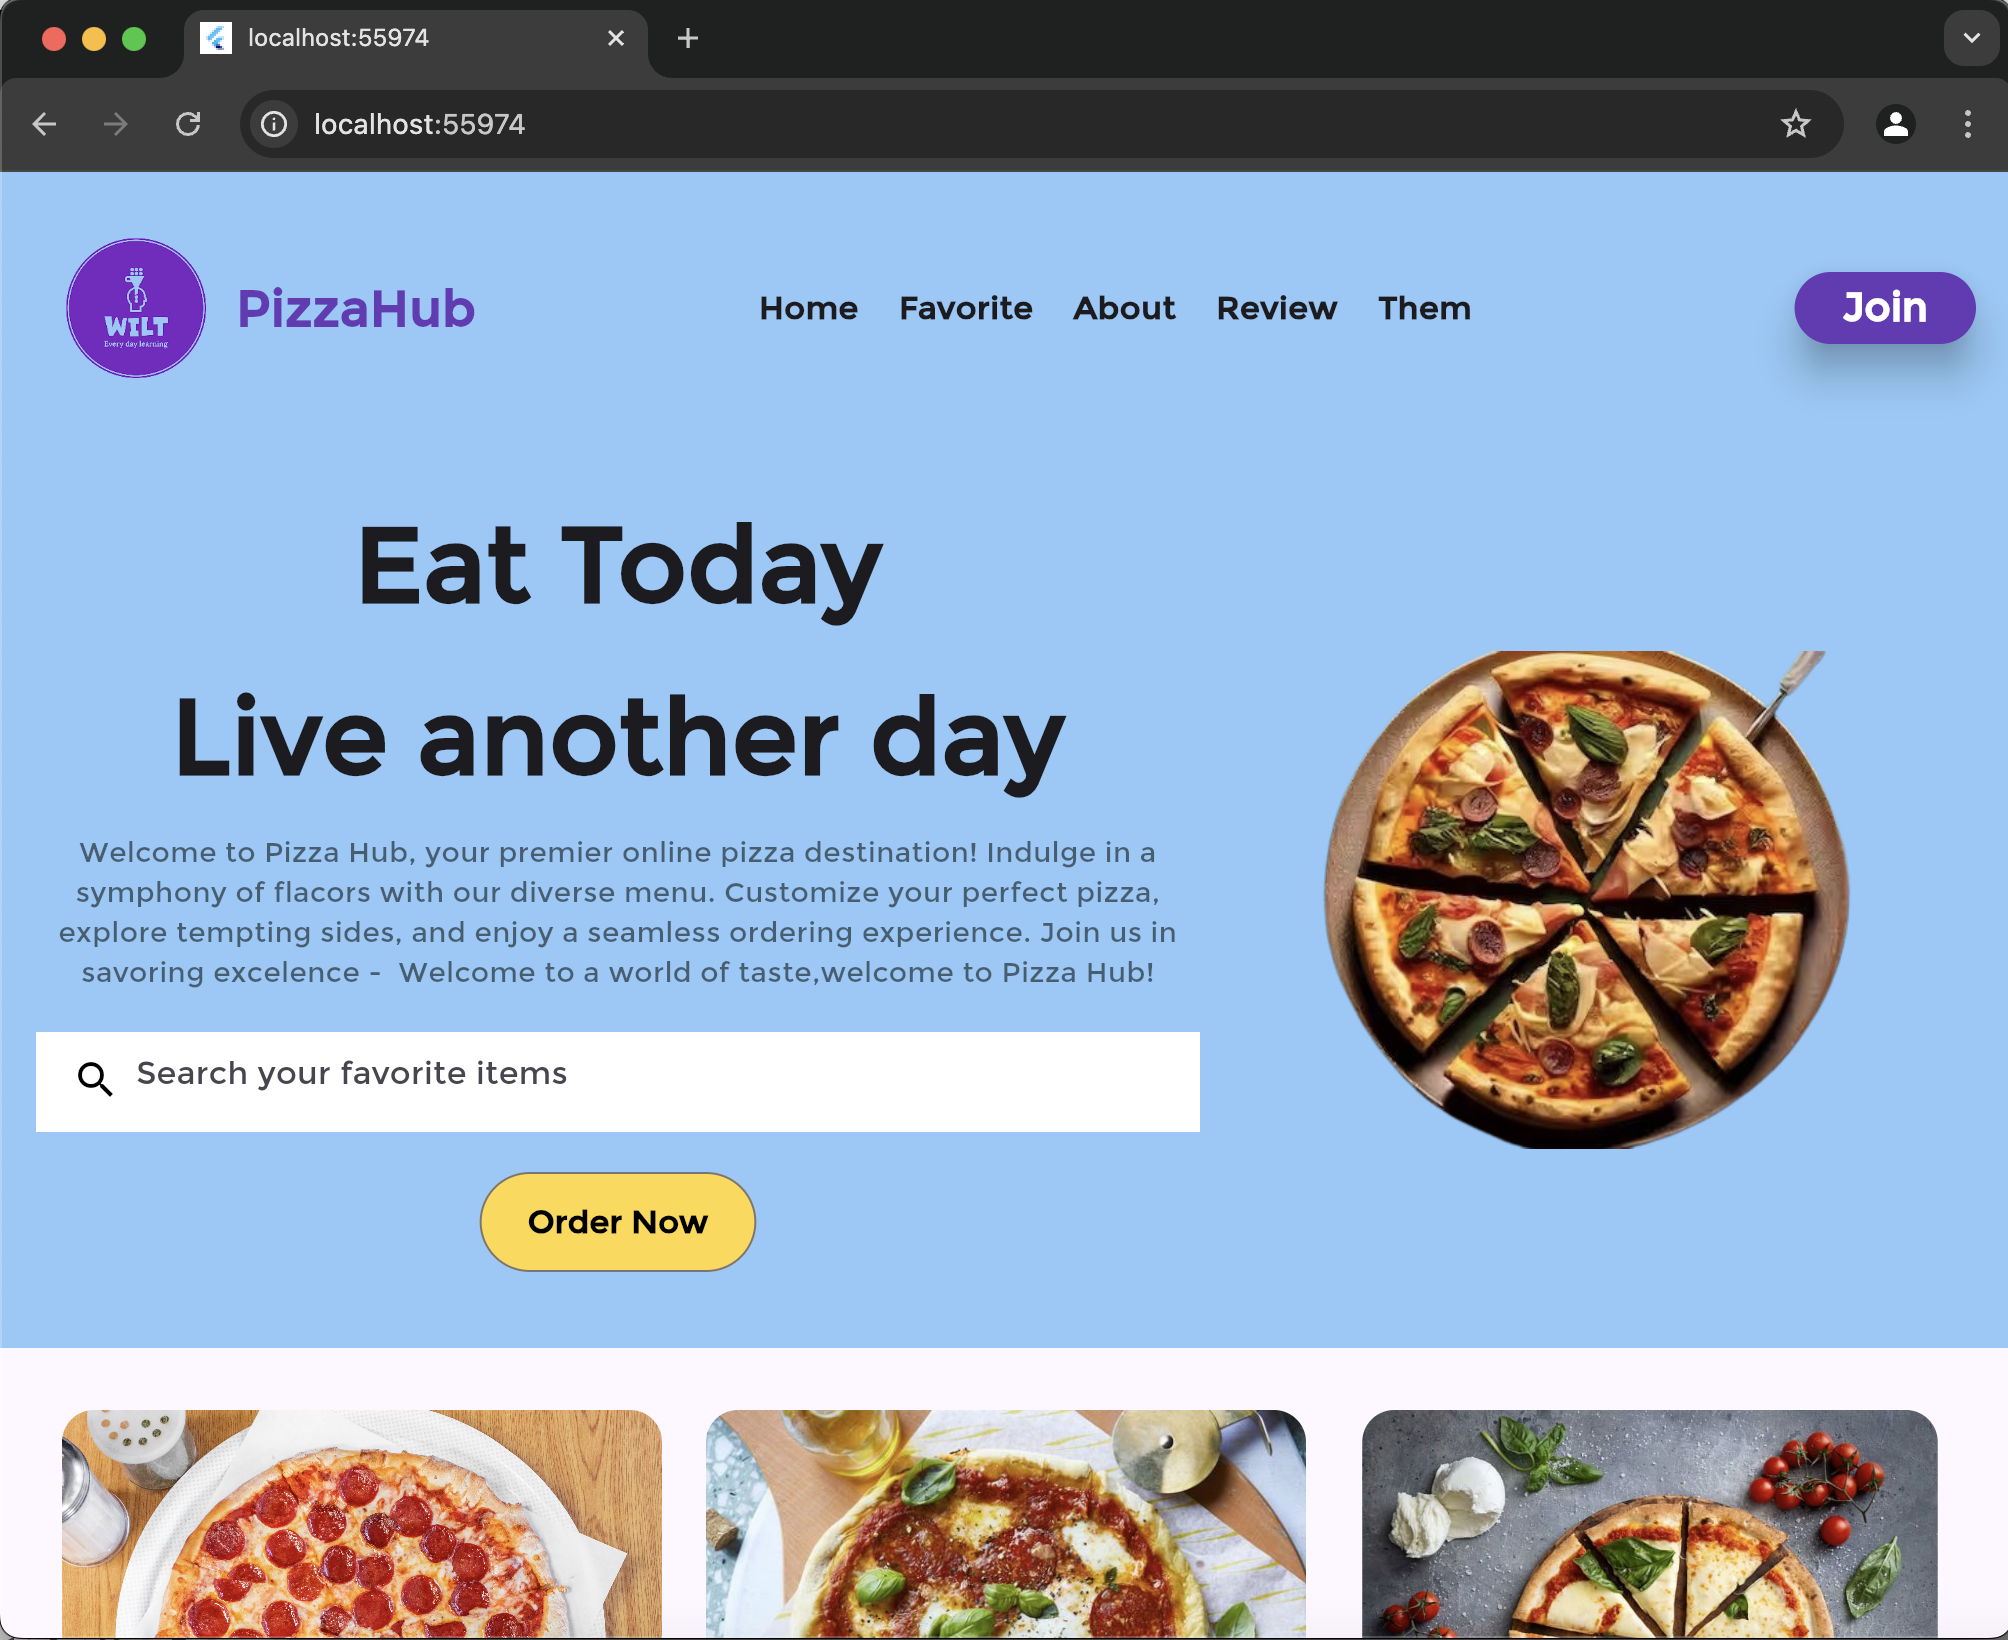 localhost:55974
localhost:55974
WILT
Every day learning
PizzaHub
Home Favorite About Review Them
Join
Eat Today
Live another day
Welcome to Pizza Hub, your premier online pizza destination! Indulge in a
symphony of flacors with our diverse menu. Customize your perfect pizza,
explore tempting sides, and enjoy a seamless ordering experience. Join us in
savoring excelence -  Welcome to a world of taste,welcome to Pizza Hub!
Search your favorite items
Order Now